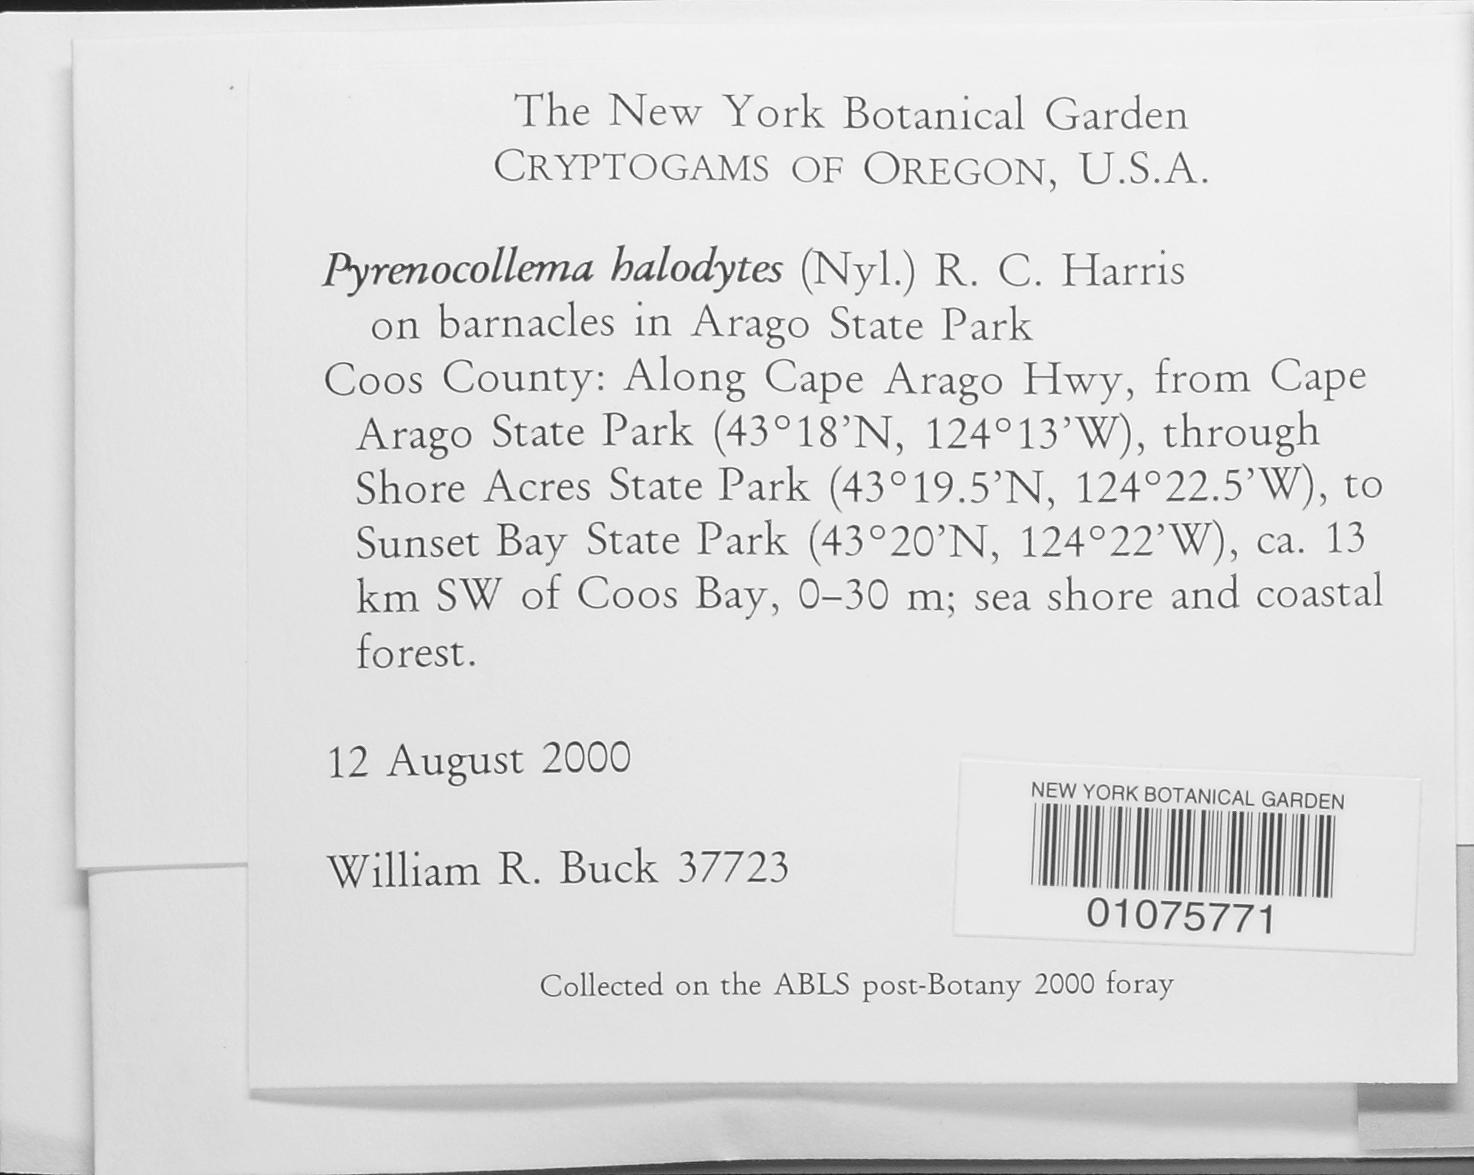 The New York Botanical Garden
CRYPTOGAMS OF OREGON, U.S.A.
Pyrenocollema halodytes (Nyl.) R. C. Harris
on barnacles in Arago State Park
Coos County: Along Cape Arago Hwy, from Cape
Arago State Park (43°18'N, 124°13'W), through
Shore Acres State Park (43°19.5'N, 124°22.5'W), to
Sunset Bay State Park (43°20'N, 124°22'W), ca. 13
km SW of Coos Bay, 0–30 m; sea shore and coastal
forest.
12 August 2000
William R. Buck 37723
NEW YORK BOTANICAL GARDEN
01075771
Collected on the ABLS post-Botany 2000 foray